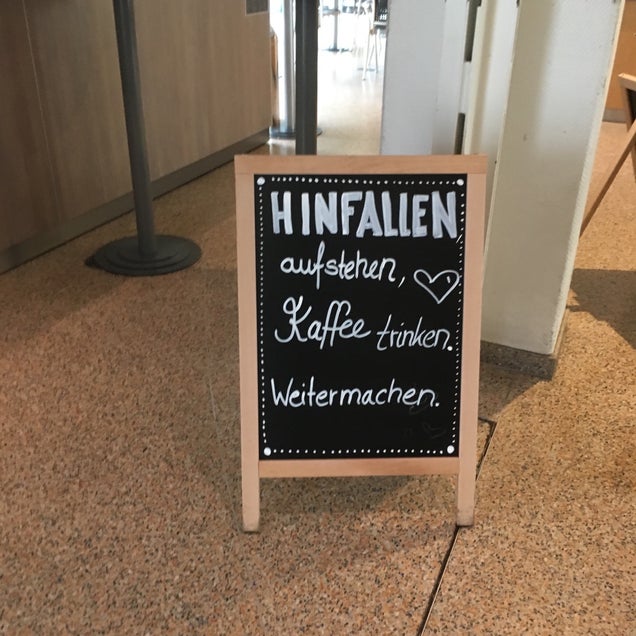 HINFALLEN
aufstehen,
Kaffee trinken.
Weitermachen.